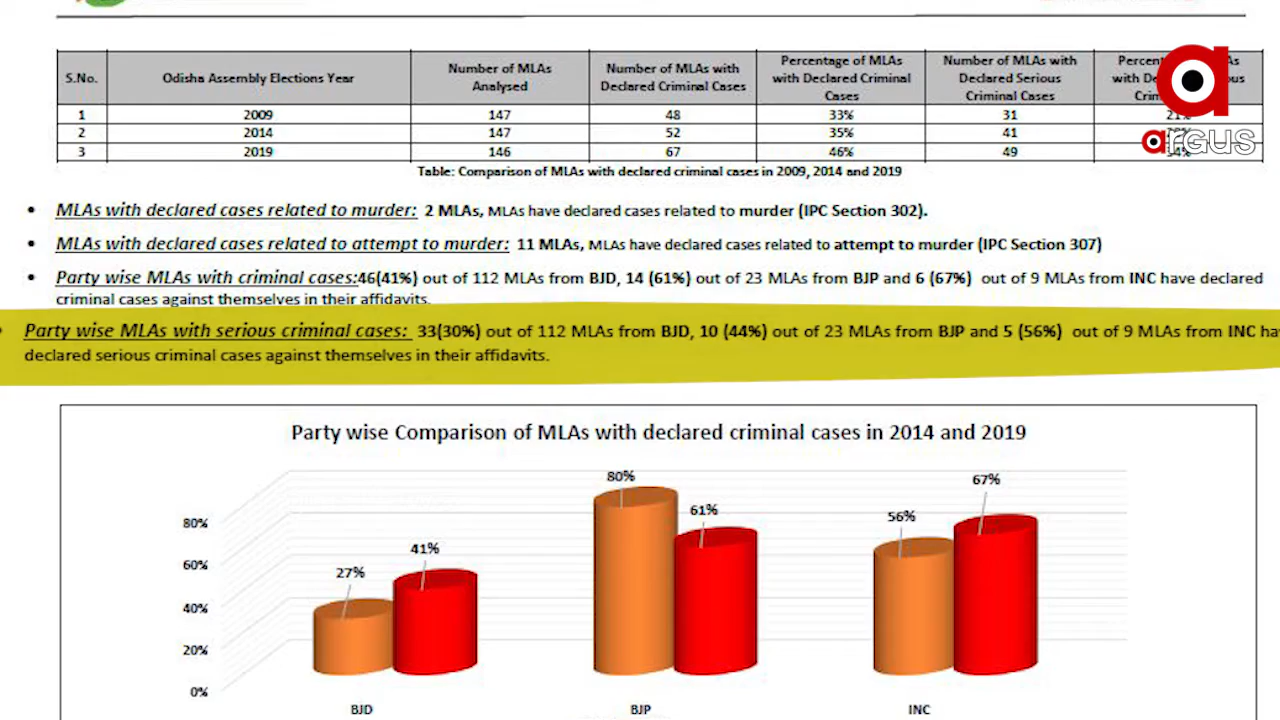 S.No. Odisha Assembly Elections Year Number of MLAs Analysed Number of MLAs with Declared Criminal Cases Percentage of MLAs with Declared Criminal Cases Number of MLAs with Declared Serious Criminal Cases
1 2009 147 48 33% 31 21%
2 2014 147 52 35% 41
3 2019 146 67 46% 49
Table: Comparison of MLAs with declared criminal cases in 2009, 2014 and 2019
argus
• MLAs with declared cases related to murder: 2 MLAs, MLAs have declared cases related to murder (IPC Section 302).
• MLAs with declared cases related to attempt to murder: 11 MLAs, MLAs have declared cases related to attempt to murder (IPC Section 307)
• Party wise MLAs with criminal cases:46(41%) out of 112 MLAs from BJD, 14 (61%) out of 23 MLAs from BJP and 6 (67%) out of 9 MLAs from INC have declared
criminal cases against themselves in their affidavits.
Party wise MLAs with serious criminal cases: 33(30%) out of 112 MLAs from BJD, 10 (44%) out of 23 MLAs from BJP and 5 (56%) out of 9 MLAs from INC ha
declared serious criminal cases against themselves in their affidavits.
Party wise Comparison of MLAs with declared criminal cases in 2014 and 2019
80%
67%
61%
56%
80%
41%
27%
60%
40%
20%
0%
BJD BJP INC